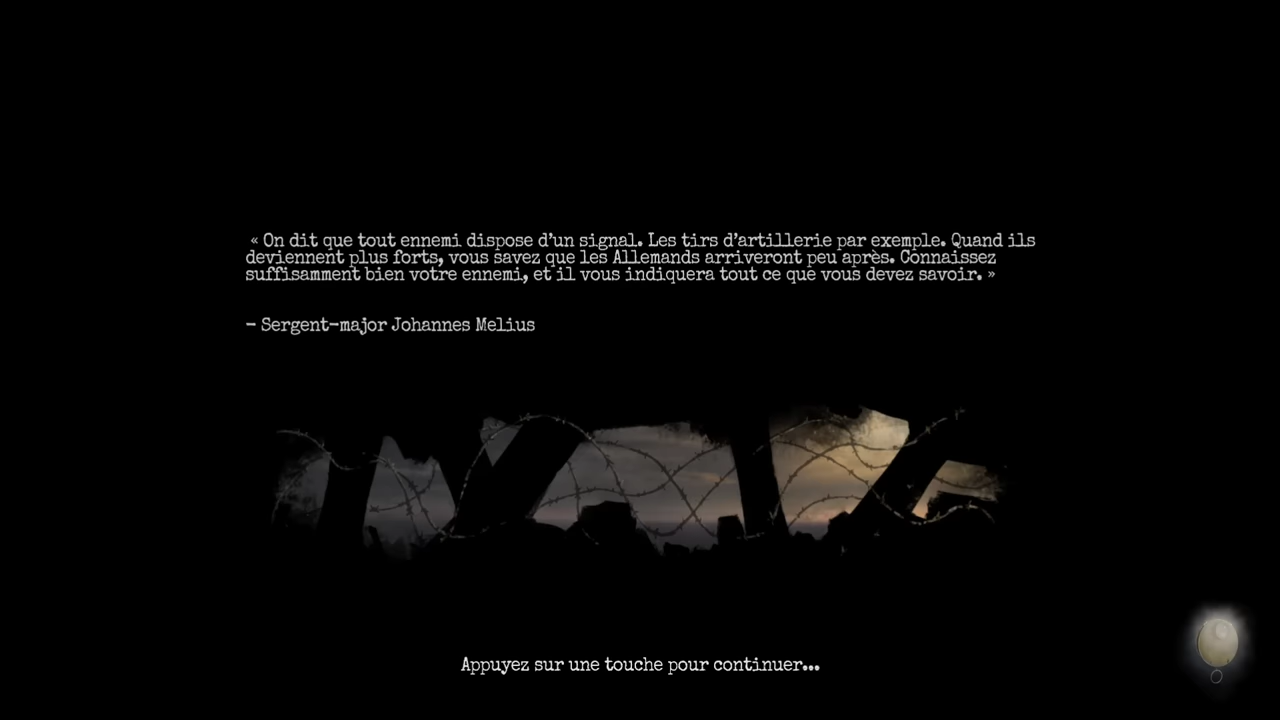 « On dit que tout ennemi dispose d’un signal. Les tirs d’artillerie par exemple. Quand ils
deviennent plus forts, vous savez que les Allemands arriveront peu après. Connaissez
suffisamment bien votre ennemi, et il vous indiquera tout ce que vous devez savoir. »
- Sergent-major Johannes Melius
Appuyez sur une touche pour continuer...